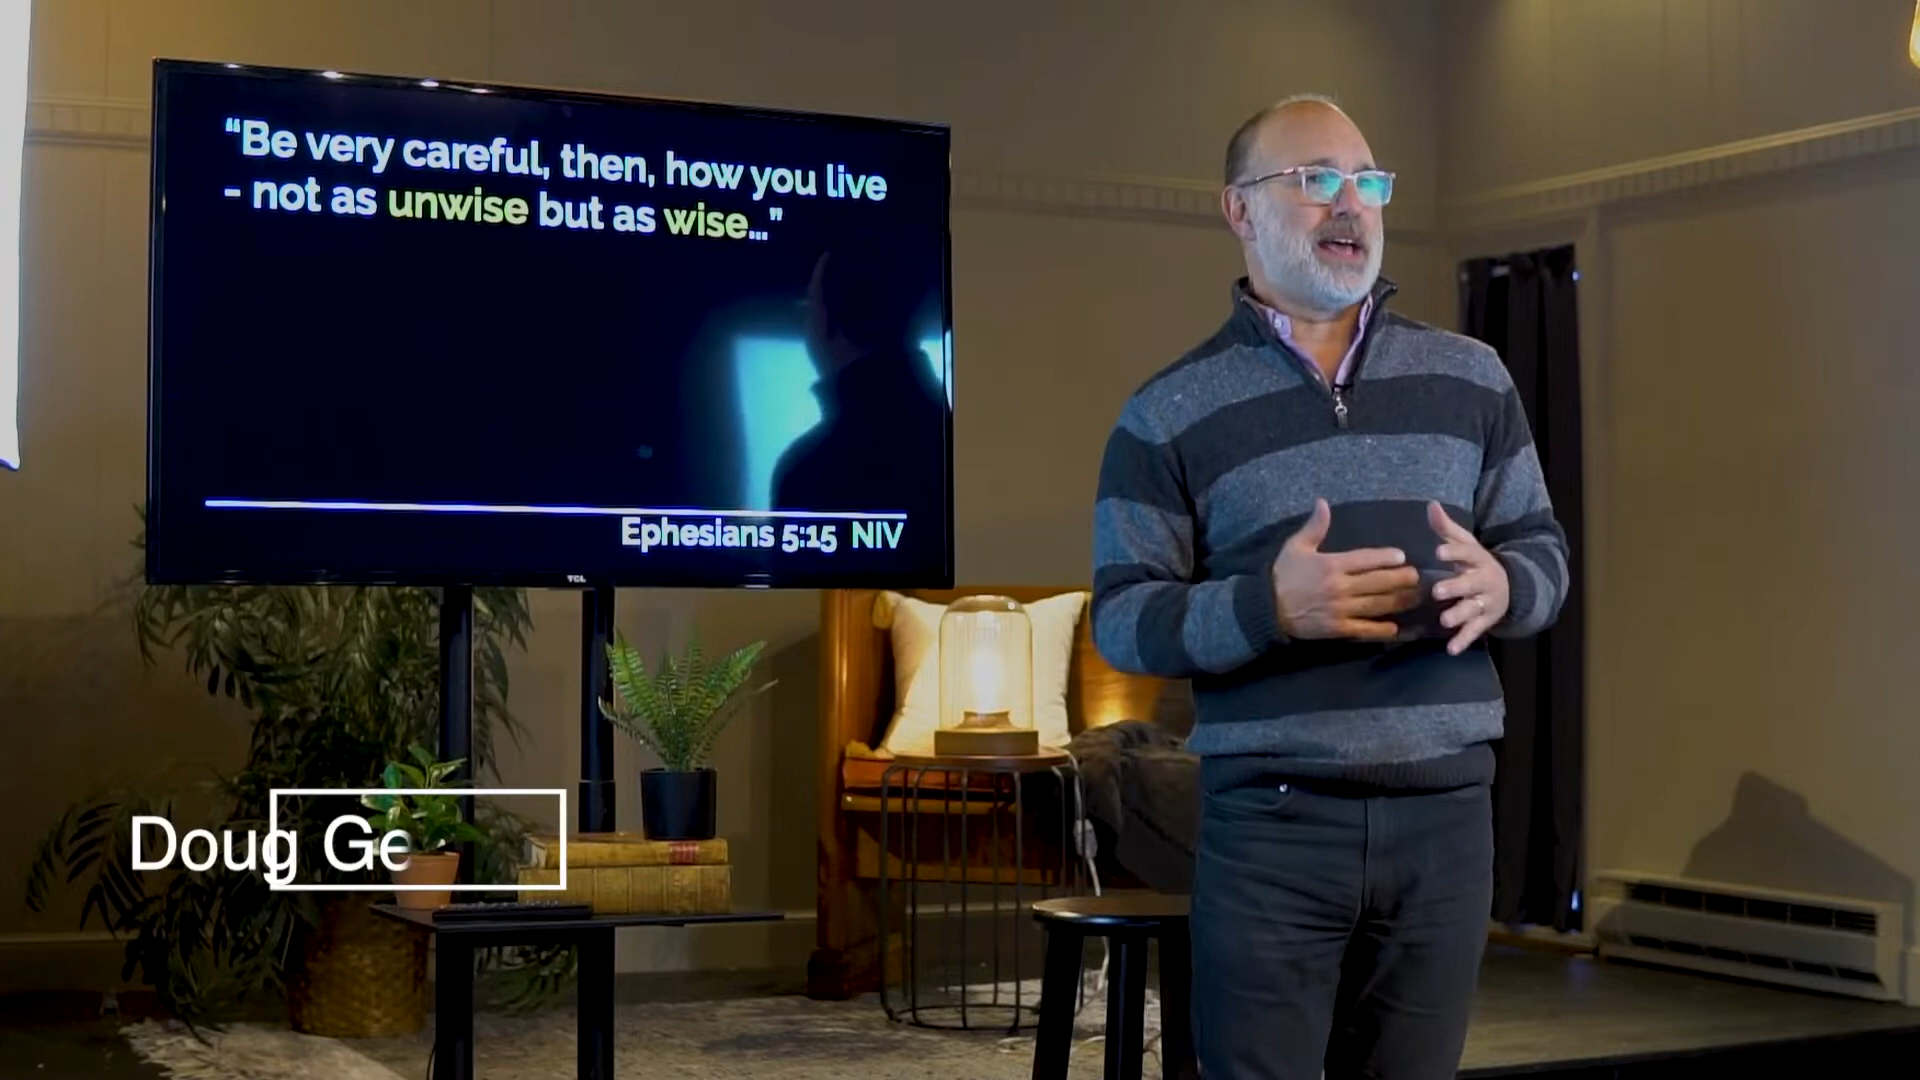 “Be very careful, then, how you live
- not as unwise but as wise...”
Ephesians 5:15 NIV
TCL
Doug Ge